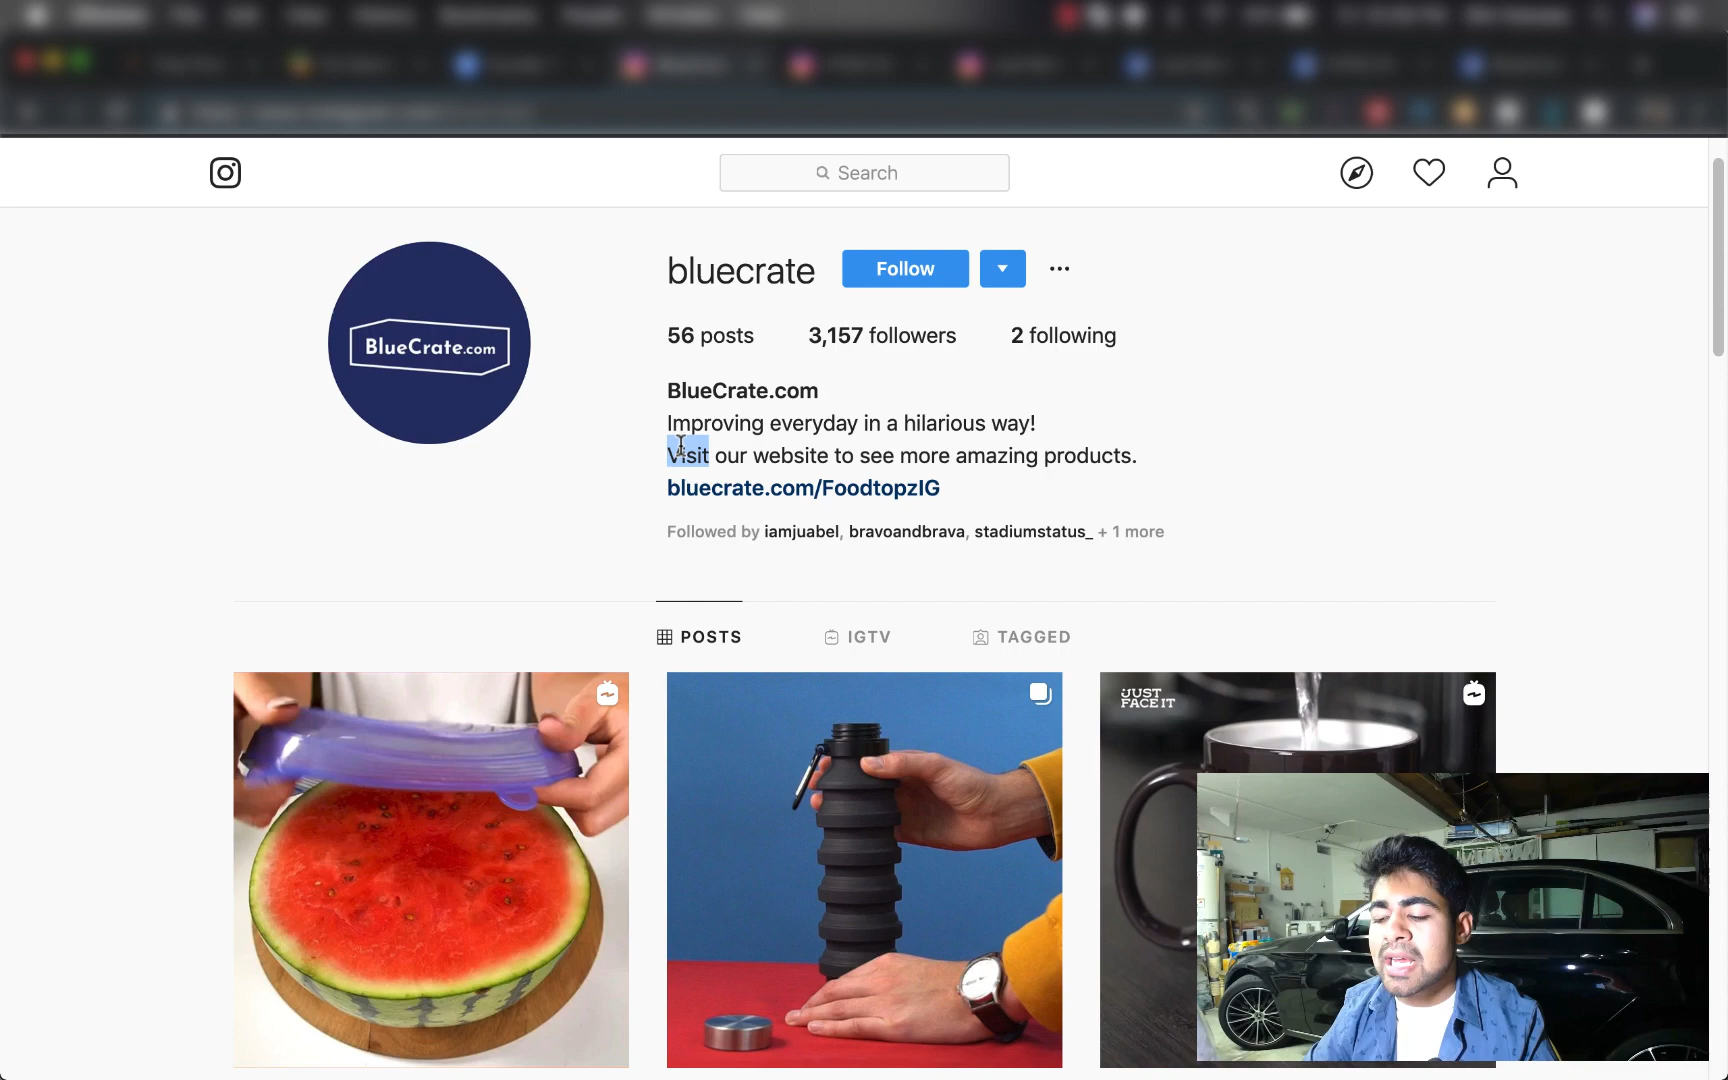 Search
bluecrate Follow
56 posts 3,157 followers 2 following
BlueCrate.com
BlueCrate.com
Improving everyday in a hilarious way!
Visit our website to see more amazing products.
bluecrate.com/FoodtopzIG
Followed by iamjuabel, bravoandbrava, stadiumstatus_ + 1 more
POSTS IGTV TAGGED
JUST
FACE IT